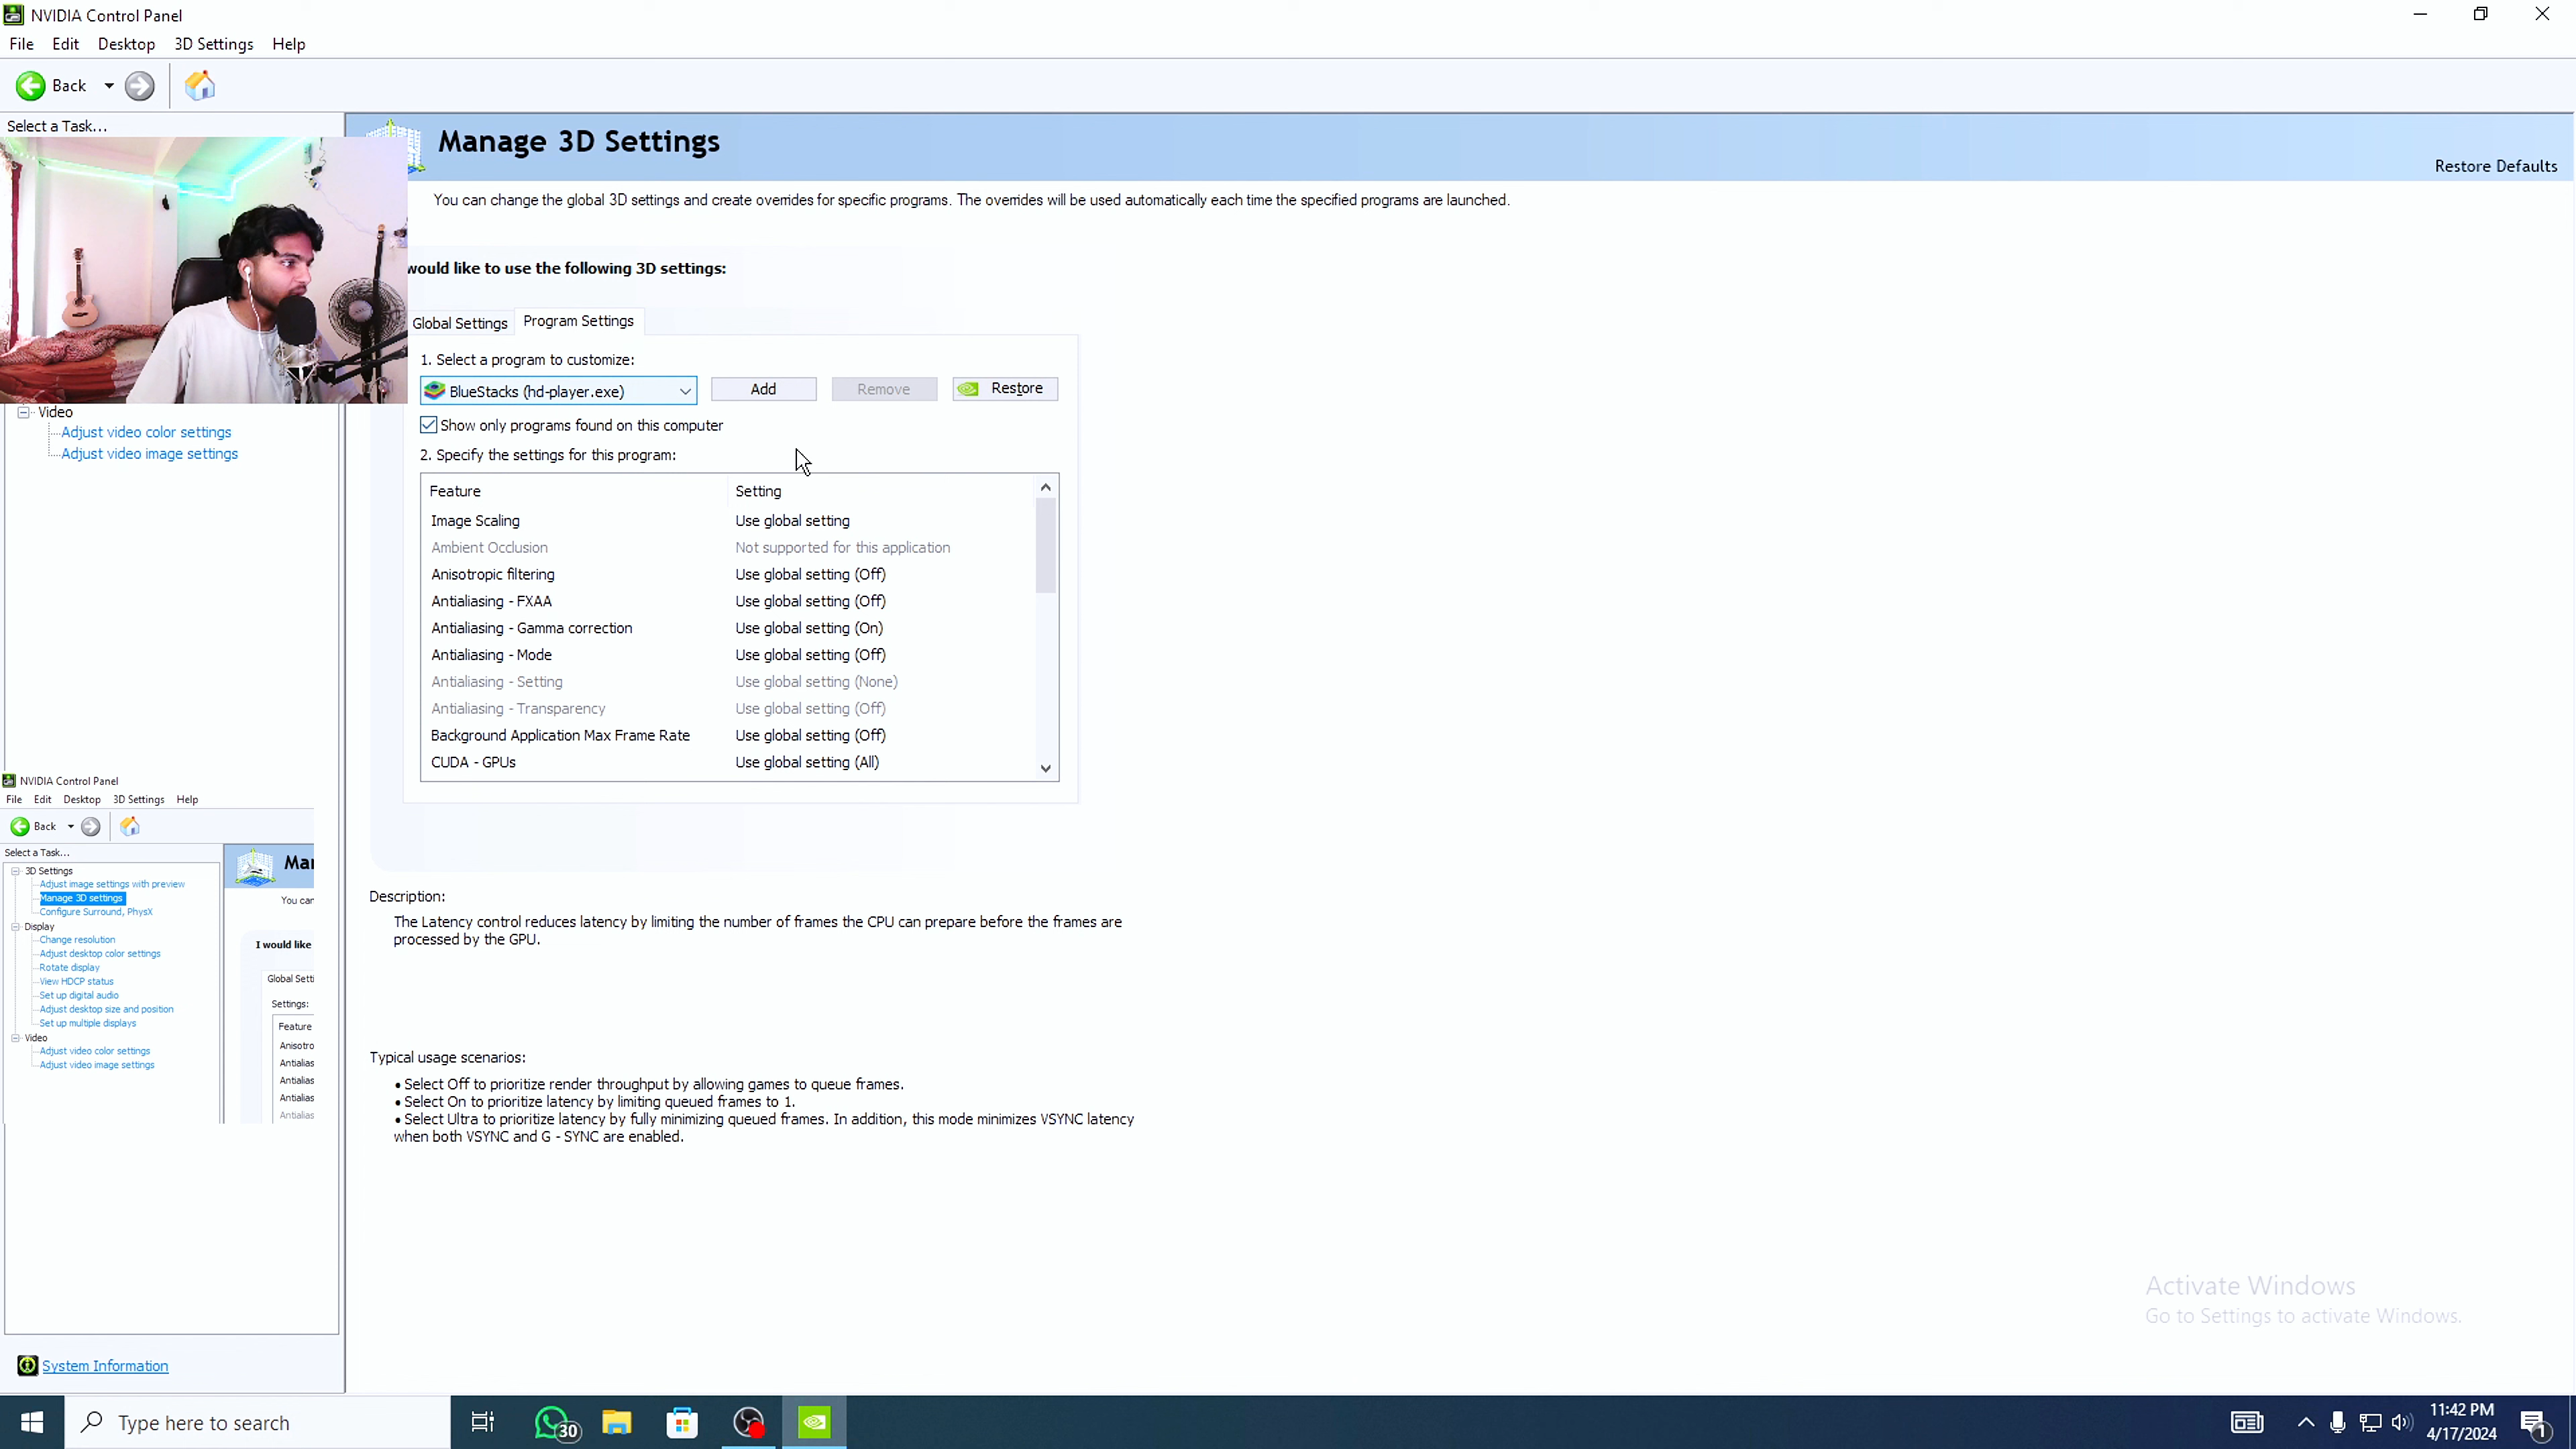 NVIDIA Control Panel
File Edit Desktop 3D Settings Help
Back
Select a Task...
Manage 3D Settings
Restore Defaults
You can change the global 3D settings and create overrides for specific programs. The overrides will be used automatically each time the specified programs are launched.
would like to use the following 3D settings:
Global Settings Program Settings
1. Select a program to customize:
BlueStacks (hd-player.exe) Add Remove Restore
Show only programs found on this computer
2. Specify the settings for this program:
Feature Setting
Image Scaling Use global setting
Ambient Occlusion Not supported for this application
Anisotropic filtering Use global setting (Off)
Antialiasing - FXAA Use global setting (Off)
Antialiasing - Gamma correction Use global setting (On)
Antialiasing - Mode Use global setting (Off)
Antialiasing - Setting Use global setting (None)
Antialiasing - Transparency Use global setting (Off)
Background Application Max Frame Rate Use global setting (Off)
CUDA - GPUs Use global setting (All)
Video
Adjust video color settings
Adjust video image settings
NVIDIA Control Panel
File Edit Desktop 3D Settings Help
Back
Select a Task...
3D Settings
Adjust image settings with preview
Manage 3D settings
Configure Surround, PhysX
Display
Change resolution
Adjust desktop color settings
Rotate display
View HDCP status
Set up digital audio
Adjust desktop size and position
Set up multiple displays
Video
Adjust video color settings
Adjust video image settings
Mar
You can
I would like
Global Setti
Settings:
Feature
Anisotro
Antialias
Antialias
Antialias
Antialias
Description:
The Latency control reduces latency by limiting the number of frames the CPU can prepare before the frames are
processed by the GPU.
Typical usage scenarios:
• Select Off to prioritize render throughput by allowing games to queue frames.
• Select On to prioritize latency by limiting queued frames to 1.
• Select Ultra to prioritize latency by fully minimizing queued frames. In addition, this mode minimizes VSYNC latency
when both VSYNC and G - SYNC are enabled.
Activate Windows
Go to Settings to activate Windows.
System Information
Type here to search
30
11:42 PM
4/17/2024
1